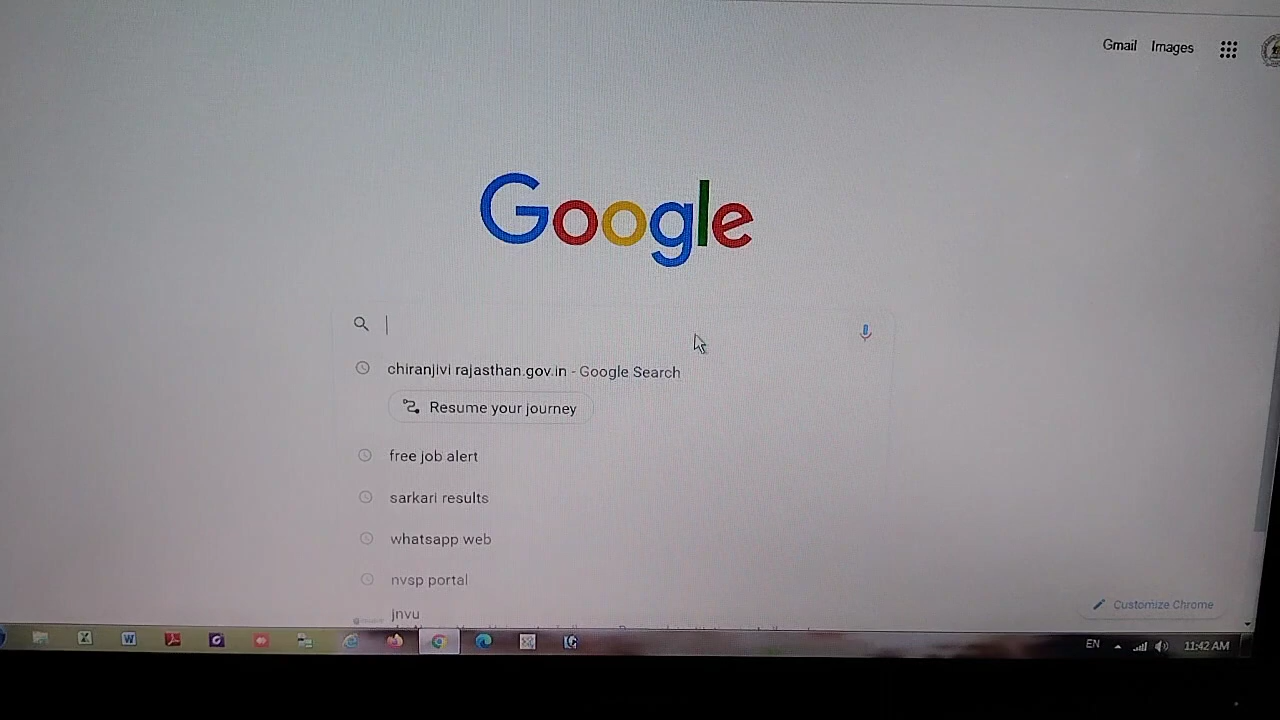 Gmail Images
Google
chiranjivi rajasthan.gov.in - Google Search
Resume your journey
free job alert
sarkari results
whatsapp web
nvsp portal
jnvu
Customize Chrome
EN 11:42 AM